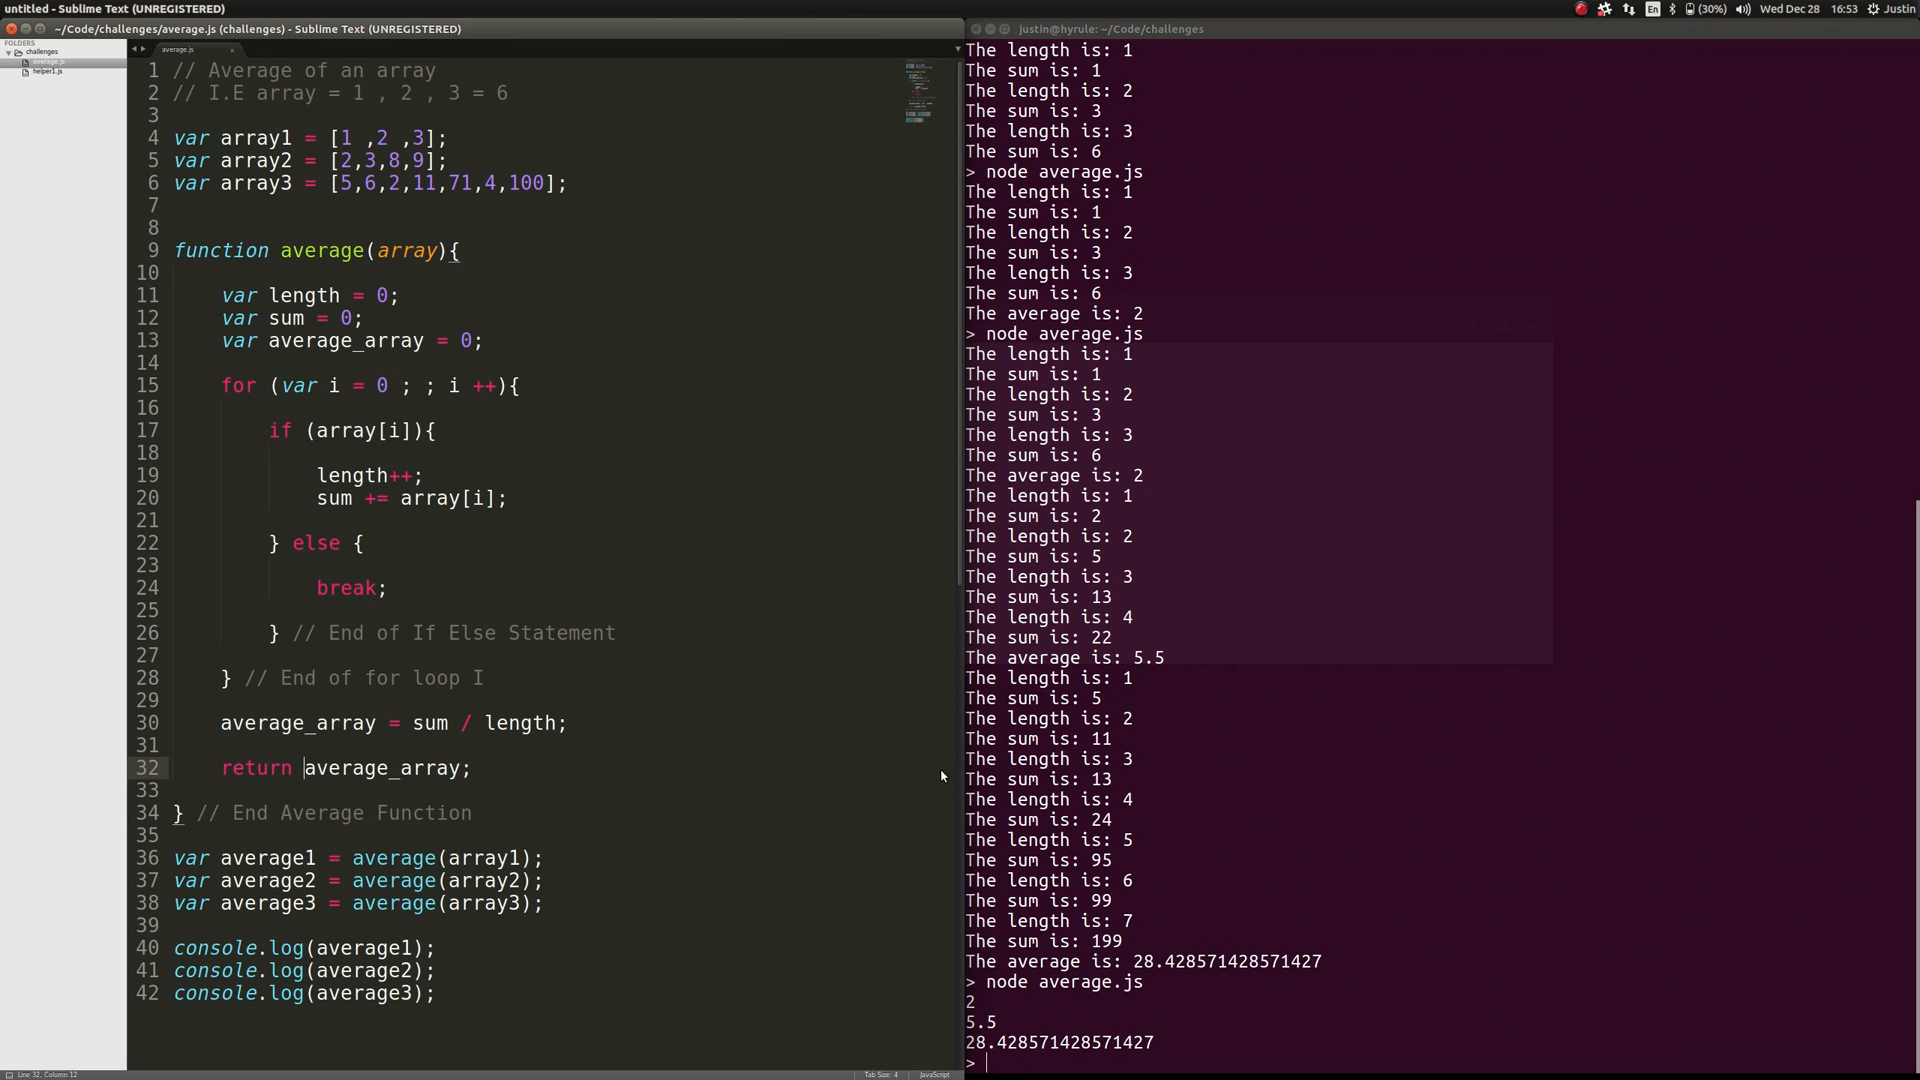 untitled - Sublime Text (UNREGISTERED)
En
(30%)
Wed Dec 28
16:53
Justin
~/Code/challenges/average.js (challenges) - Sublime Text (UNREGISTERED)
FOLDERS
challenges
average.js
helper1.js
average.js
1 // Average of an array
2 // I.E array = 1 , 2 , 3 = 6
3
4 var array1 = [1 ,2 ,3];
5 var array2 = [2,3,8,9];
6 var array3 = [5,6,2,11,71,4,100];
7
8
9 function average(array){
10
11 var length = 0;
12 var sum = 0;
13 var average_array = 0;
14
15 for (var i = 0 ; ; i ++){
16
17 if (array[i]){
18
19 length++;
20 sum += array[i];
21
22 } else {
23
24 break;
25
26 } // End of If Else Statement
27
28 } // End of for loop I
29
30 average_array = sum / length;
31
32 return average_array;
33
34 } // End Average Function
35
36 var average1 = average(array1);
37 var average2 = average(array2);
38 var average3 = average(array3);
39
40 console.log(average1);
41 console.log(average2);
42 console.log(average3);
Line 32, Column 12
Tab Size: 4
JavaScript
justin@hyrule: ~/Code/challenges
The length is: 1
The sum is: 1
The length is: 2
The sum is: 3
The length is: 3
The sum is: 6
> node average.js
The length is: 1
The sum is: 1
The length is: 2
The sum is: 3
The length is: 3
The sum is: 6
The average is: 2
> node average.js
The length is: 1
The sum is: 1
The length is: 2
The sum is: 3
The length is: 3
The sum is: 6
The average is: 2
The length is: 1
The sum is: 2
The length is: 2
The sum is: 5
The length is: 3
The sum is: 13
The length is: 4
The sum is: 22
The average is: 5.5
The length is: 1
The sum is: 5
The length is: 2
The sum is: 11
The length is: 3
The sum is: 13
The length is: 4
The sum is: 24
The length is: 5
The sum is: 95
The length is: 6
The sum is: 99
The length is: 7
The sum is: 199
The average is: 28.428571428571427
> node average.js
2
5.5
28.428571428571427
>